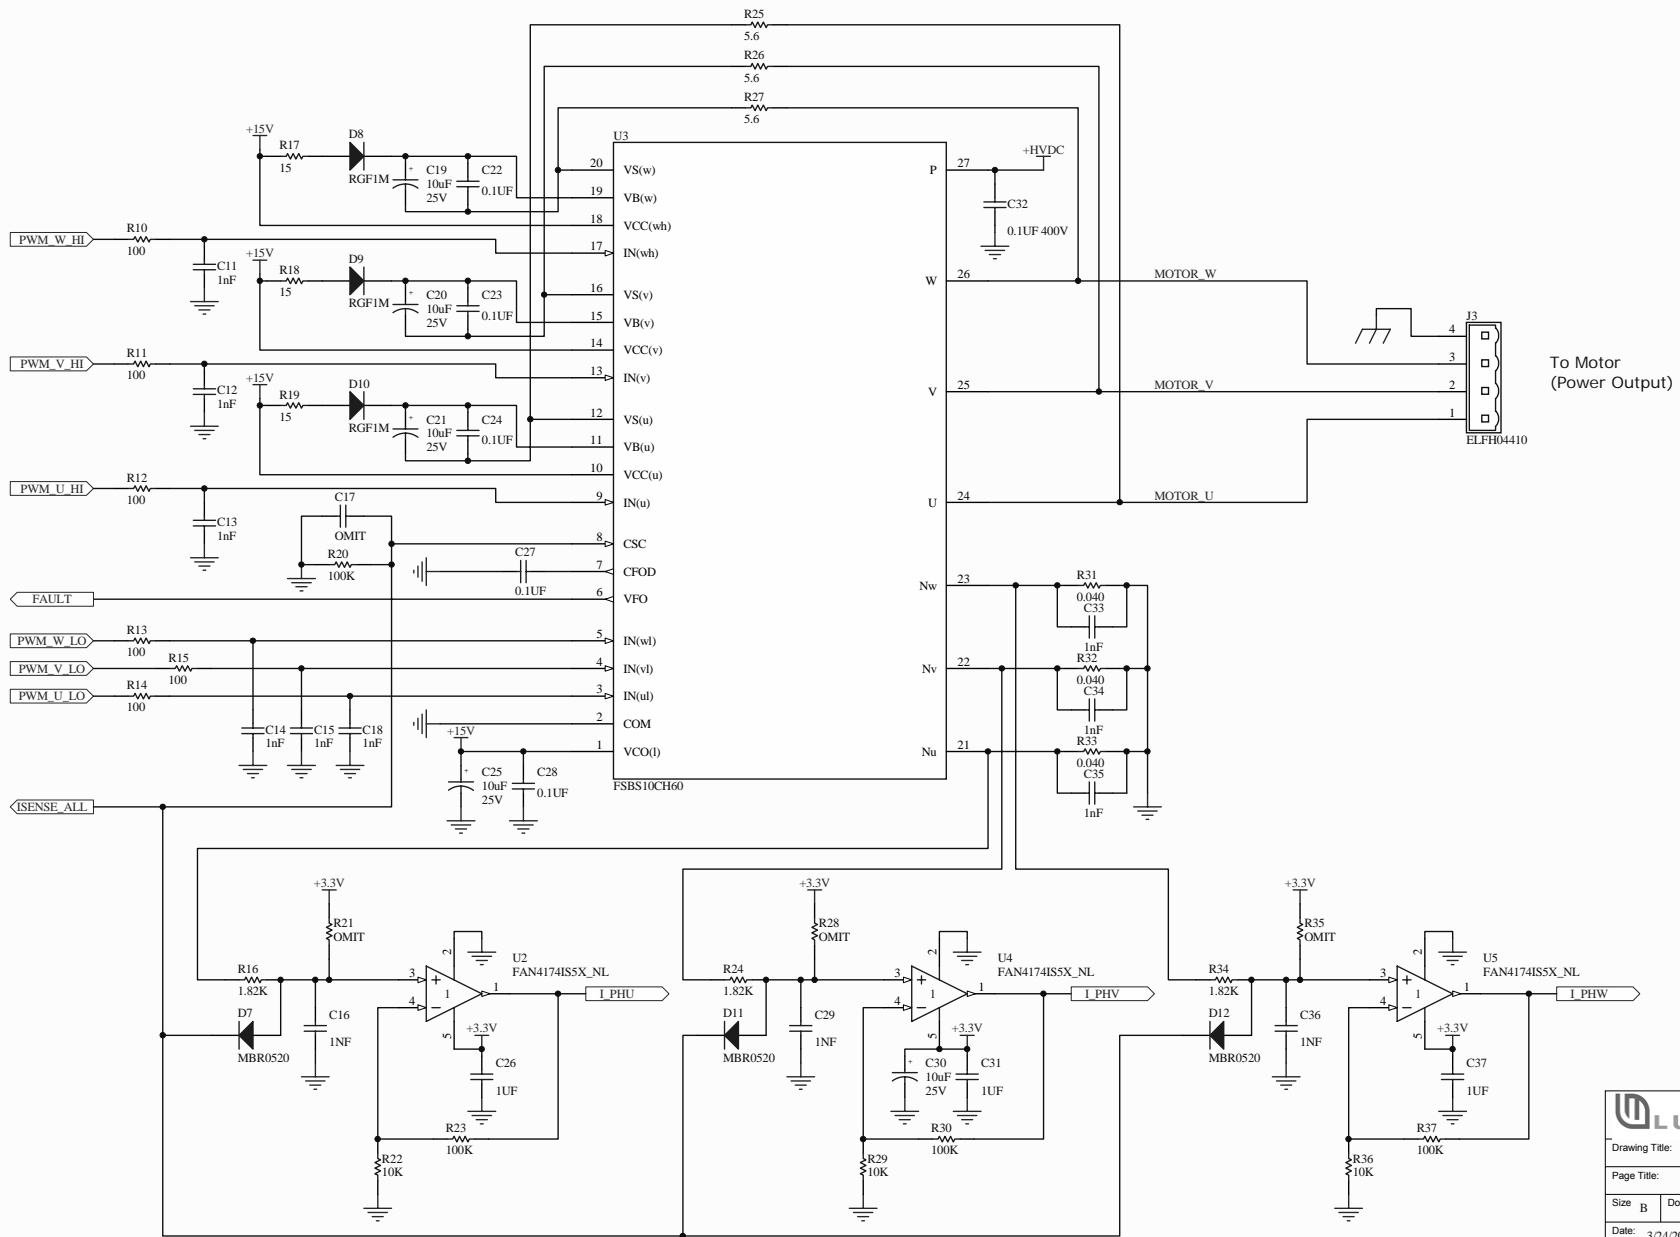 R25
5.6
R26
5.6
R27
5.6
U3
+15V
R17
15
D8
RGF1M
+
C19
10uF
25V
C22
0.1UF
20 VS(w)
19 VB(w)
18 VCC(wh)
17 IN(wh)
16 VS(v)
15 VB(v)
14 VCC(v)
13 IN(v)
12 VS(u)
11 VB(u)
10 VCC(u)
9 IN(u)
8 CSC
7 CFOD
6 VFO
5 IN(wl)
4 IN(vl)
3 IN(ul)
2 COM
1 VCO(l)
FSBS10CH60
P 27
W 26
V 25
U 24
Nw 23
Nv 22
Nu 21
+HVDC
C32
0.1UF 400V
PWM_W_HI
R10
100
C11
1nF
+15V
R18
15
D9
RGF1M
+
C20
10uF
25V
C23
0.1UF
PWM_V_HI
R11
100
C12
1nF
+15V
R19
15
D10
RGF1M
+
C21
10uF
25V
C24
0.1UF
PWM_U_HI
R12
100
C13
1nF
C17
OMIT
R20
100K
C27
0.1UF
FAULT
PWM_W_LO
R13
100
PWM_V_LO
R15
100
PWM_U_LO
R14
100
C14
1nF
C15
1nF
C18
1nF
+15V
+
C25
10uF
25V
C28
0.1UF
ISENSE_ALL
MOTOR_W
MOTOR_V
MOTOR_U
J3
4
3
2
1
ELFH04410
To Motor
(Power Output)
R31
0.040
C33
1nF
R32
0.040
C34
1nF
R33
0.040
C35
1nF
+3.3V
R21
OMIT
R16
1.82K
D7
MBR0520
C16
1NF
3
4
+
−
1
2
5
1
U2
FAN4174IS5X_NL
I_PHU
+3.3V
C26
1UF
R23
100K
R22
10K
+3.3V
R28
OMIT
R24
1.82K
D11
MBR0520
C29
1NF
3
4
+
−
1
2
5
1
U4
FAN4174IS5X_NL
I_PHV
+3.3V
+
C30
10uF
25V
C31
1UF
R30
100K
R29
10K
+3.3V
R35
OMIT
R34
1.82K
D12
MBR0520
C36
1NF
3
4
+
−
1
2
5
1
U5
FAN4174IS5X_NL
I_PHW
+3.3V
C37
1UF
R37
100K
R36
10K
Drawing Title:
Page Title:
Size B
Date: